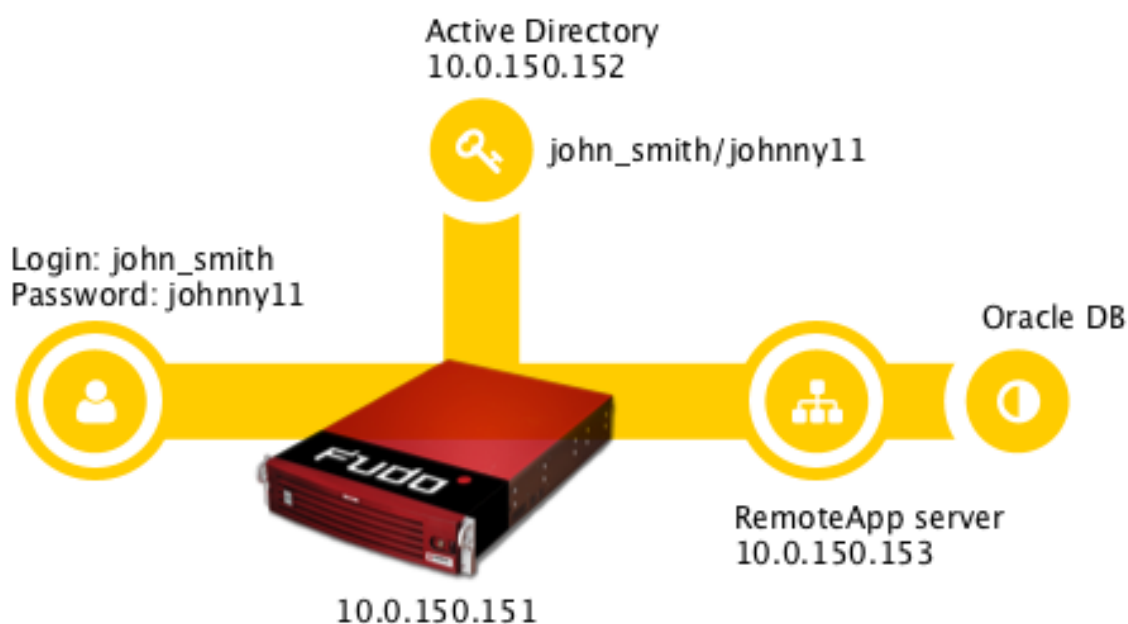 Active Directory
10.0.150.152
john_smith/johnny11
Login: john_smith
Password: johnny11
Oracle DB
Fudo
RemoteApp server
10.0.150.153
10.0.150.151